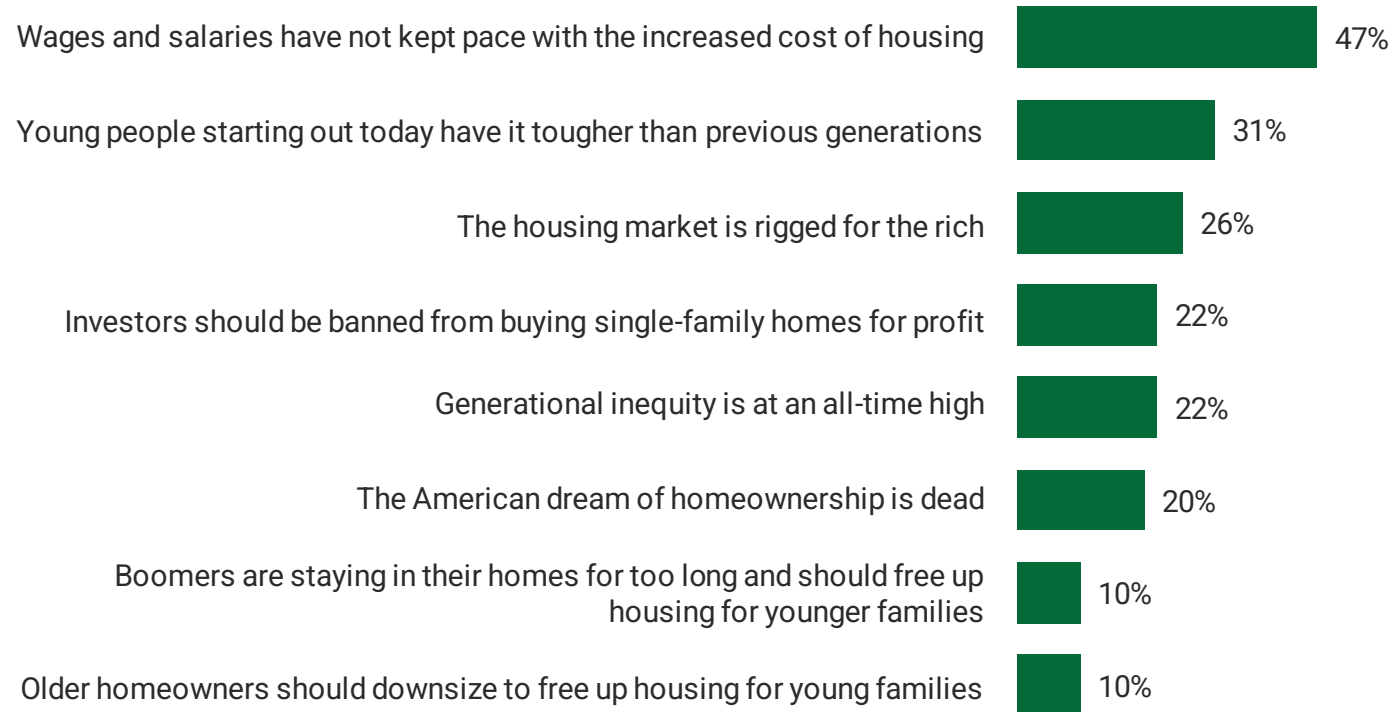 Wages and salaries have not kept pace with the increased cost of housing 47%
Young people starting out today have it tougher than previous generations 31%
The housing market is rigged for the rich 26%
Investors should be banned from buying single-family homes for profit 22%
Generational inequity is at an all-time high 22%
The American dream of homeownership is dead 20%
Boomers are staying in their homes for too long and should free up
housing for younger families 10%
Older homeowners should downsize to free up housing for young families 10%